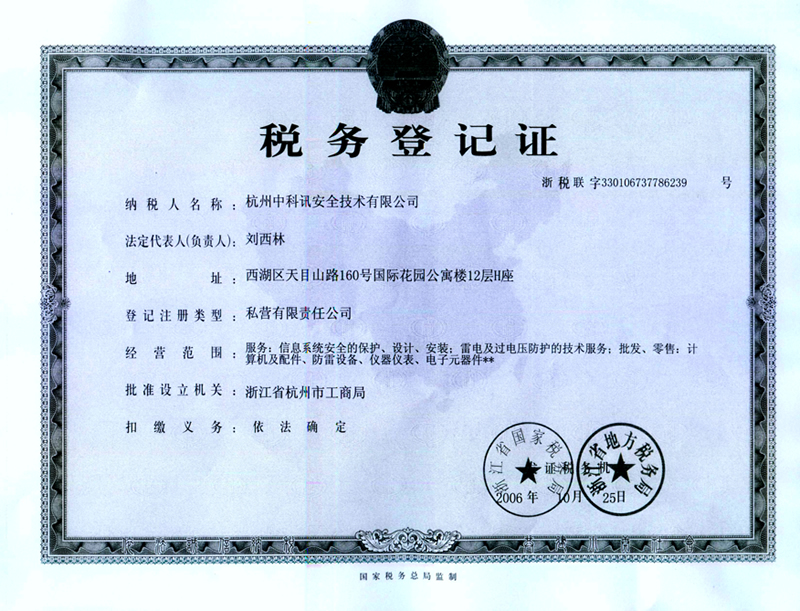 税务登记证
浙税联字330106737786239 号
纳税人名称：杭州中科讯安全技术有限公司
法定代表人(负责人)：刘西林
地址：西湖区天目山路160号国际花园公寓楼12层H座
登记注册类型：私营有限责任公司
经营范围：服务：信息系统安全的保护、设计、安装；雷电及过电压防护的技术服务；批发、零售：计
算机及配件、防雷设备、仪器仪表、电子元器件**
批准设立机关：浙江省杭州市工商局
扣缴义务：依法确定
浙江省国家税务局
浙江省地方税务局
证税务机
2006年 10月 25日
国家税务总局监制